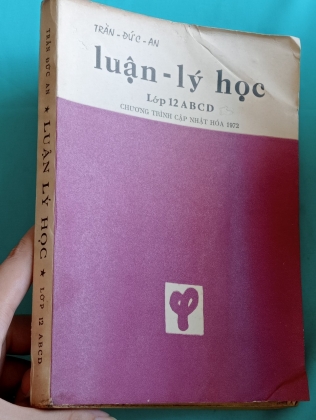 TRẦN - ĐỨC - AN
luận - lý học
Lớp 12 ABCD
CHƯƠNG TRÌNH CẬP NHẬT HÓA 1972
TRẦN ĐỨC AN ★ LUẬN LÝ HỌC ★ LỚP 12 ABCD